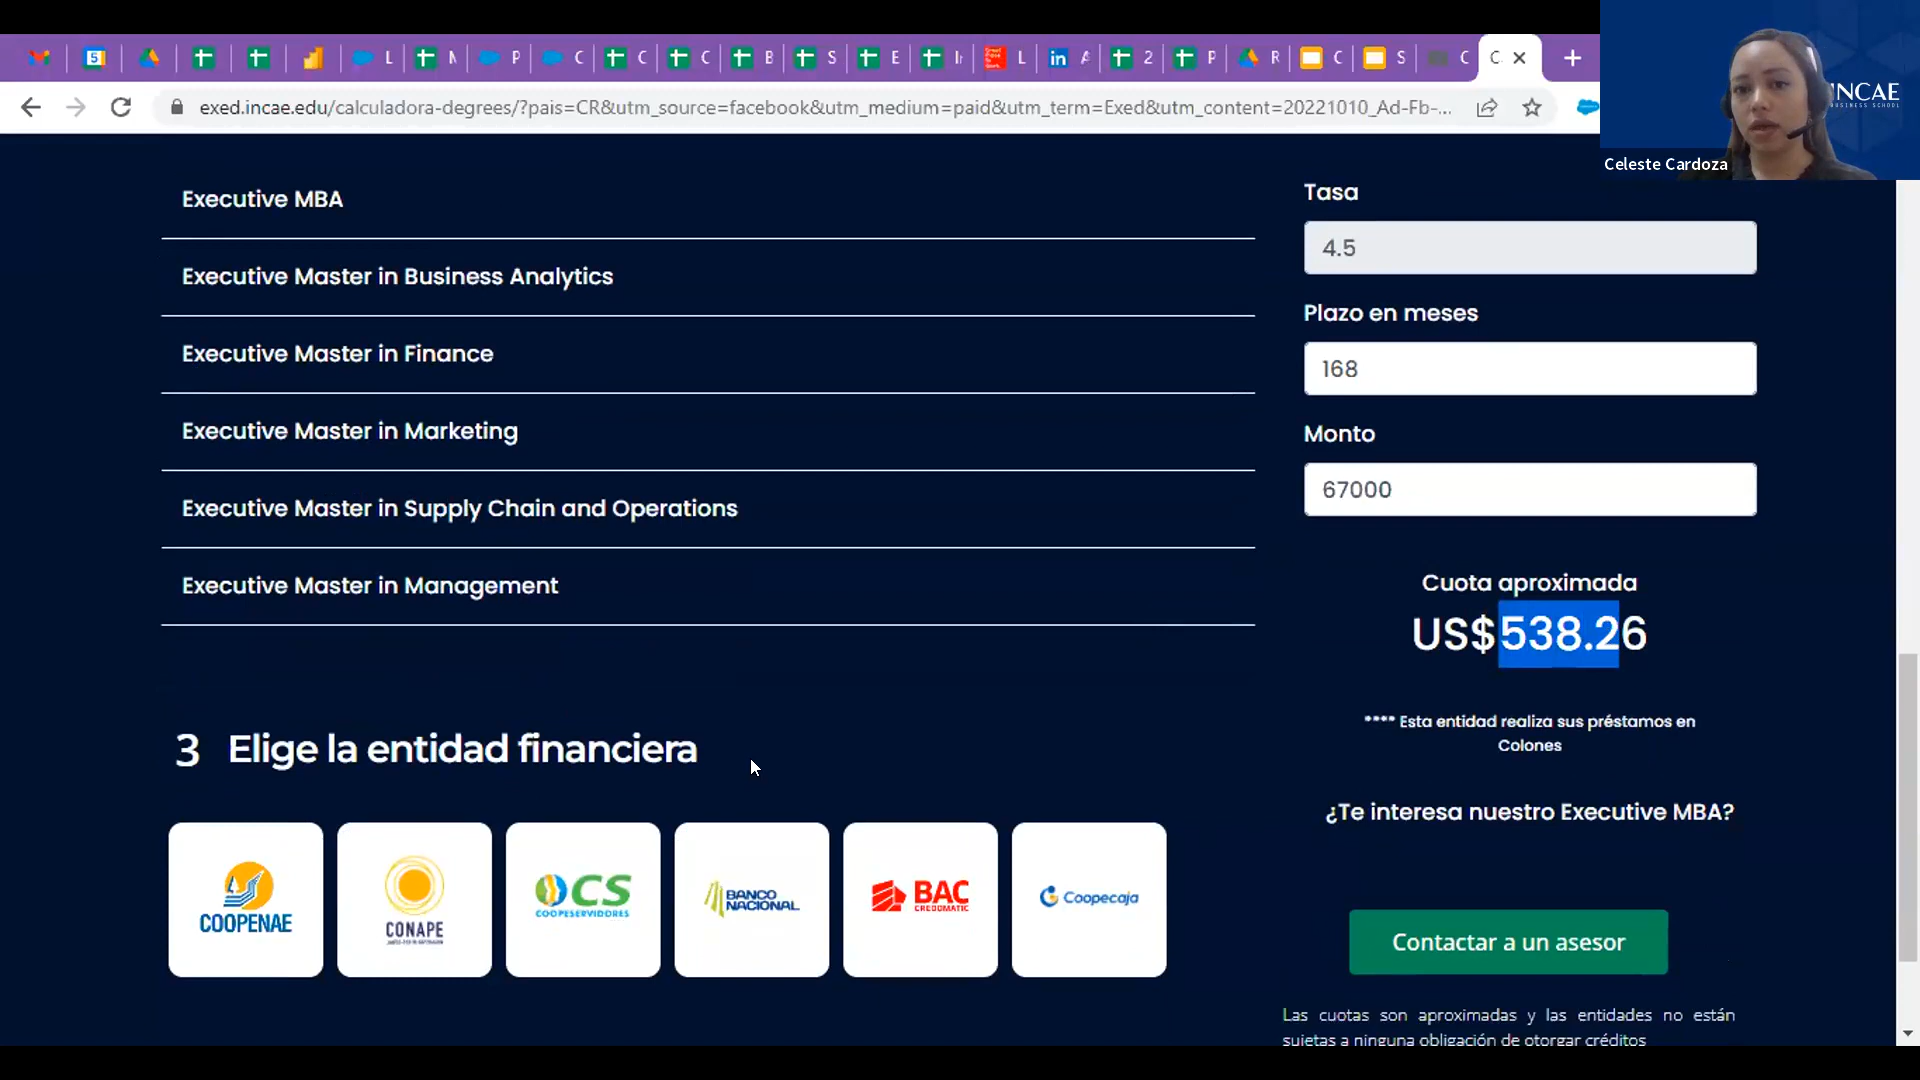 5
L
M
P
C
C
C
B
S
E
L
A
2
P
R
C
S
C
C
exed.incae.edu/calculadora-degrees/?pais=CR&utm_source=facebook&utm_medium=paid&utm_term=Exed&utm_content=20221010_Ad-Fb-...
INCAE
BUSINESS SCHOOL
Celeste Cardoza
Executive MBA
Executive Master in Business Analytics
Executive Master in Finance
Executive Master in Marketing
Executive Master in Supply Chain and Operations
Executive Master in Management
Tasa
4.5
Plazo en meses
168
Monto
67000
Cuota aproximada
US$538.26
**** Esta entidad realiza sus préstamos en
Colones
¿Te interesa nuestro Executive MBA?
Contactar a un asesor
Las cuotas son aproximadas y las entidades no están
sujetas a ninguna obligación de otorgar créditos
3 Elige la entidad financiera
COOPENAE
CONAPE
CS
COOPESERVIDORES
BANCO
NACIONAL
BAC
CREDOMATIC
Coopecaja